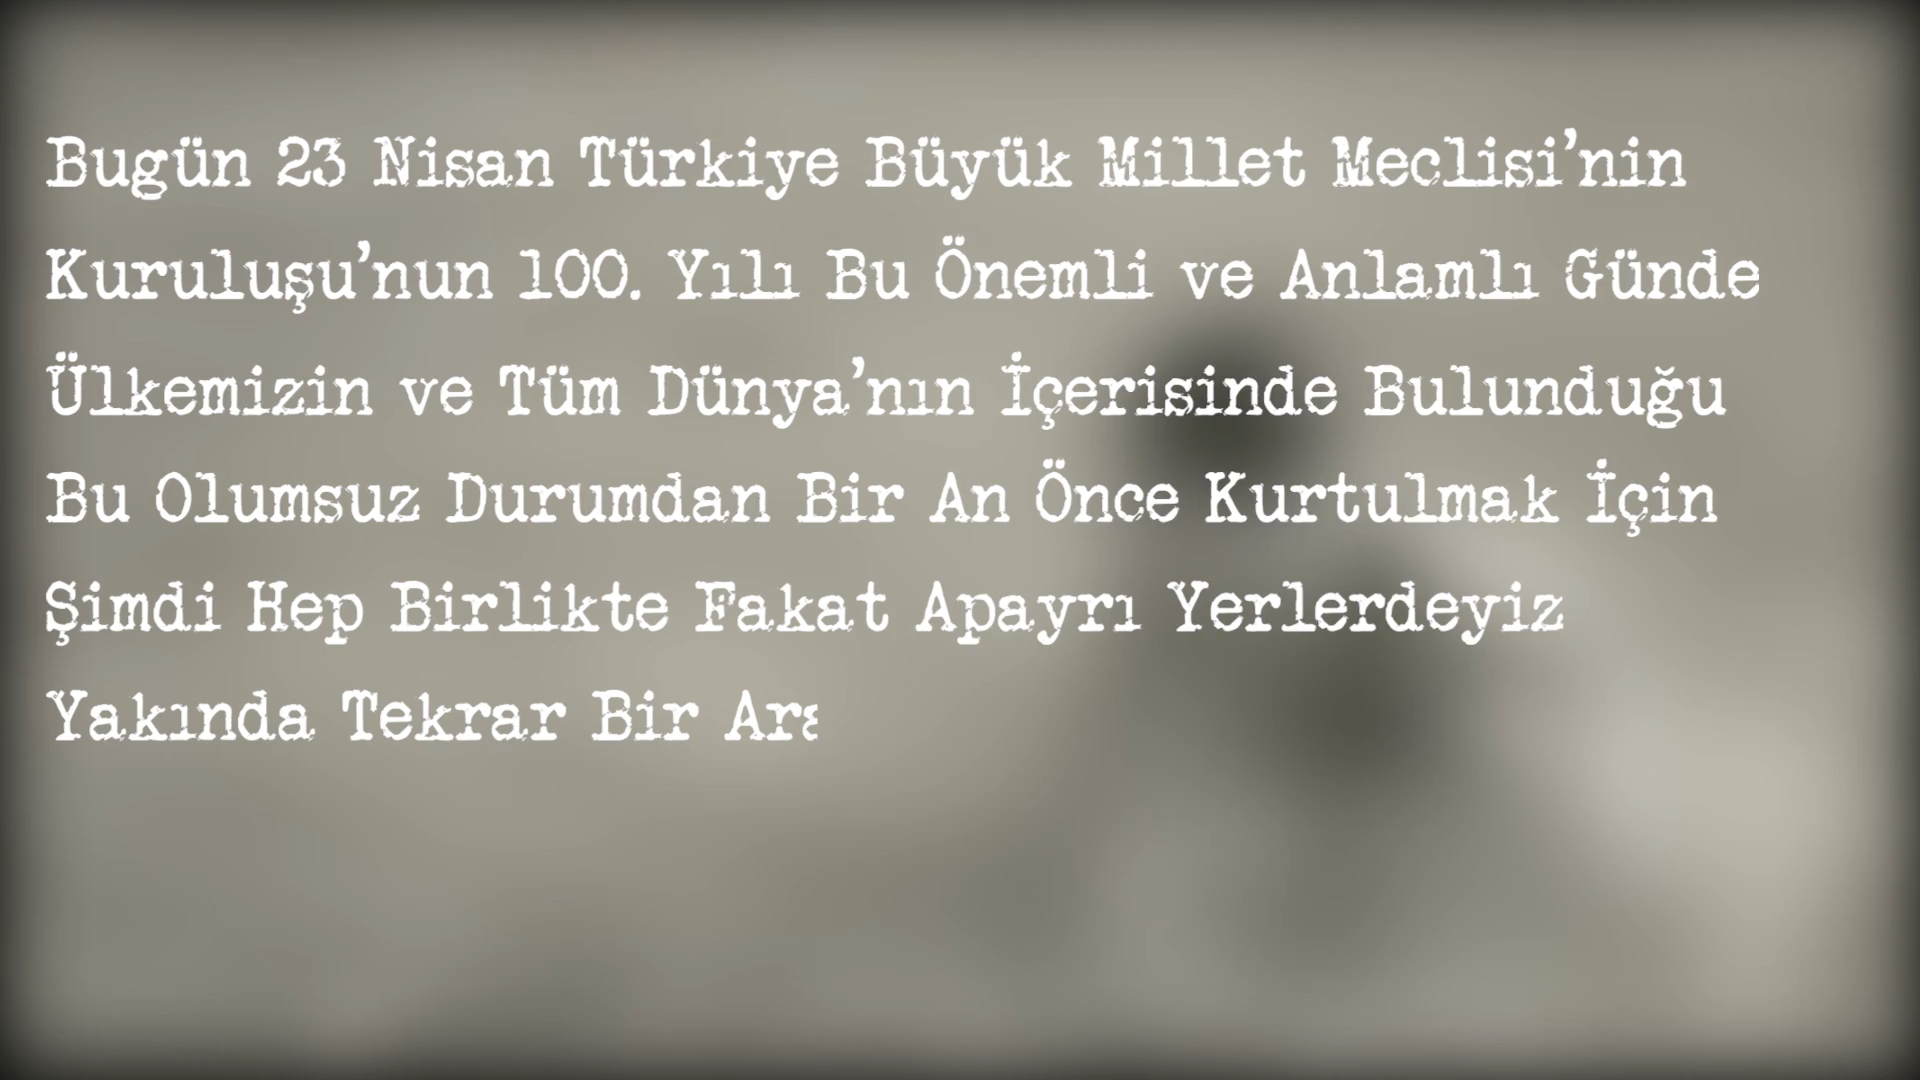 Bugün 23 Nisan Türkiye Büyük Millet Meclisi’nin
Kuruluşu’nun 100. Yılı Bu Önemli ve Anlamlı Günde
Ülkemizin ve Tüm Dünya’nın İçerisinde Bulunduğu
Bu Olumsuz Durumdan Bir An Önce Kurtulmak İçin
Şimdi Hep Birlikte Fakat Apayrı Yerlerdeyiz
Yakında Tekrar Bir